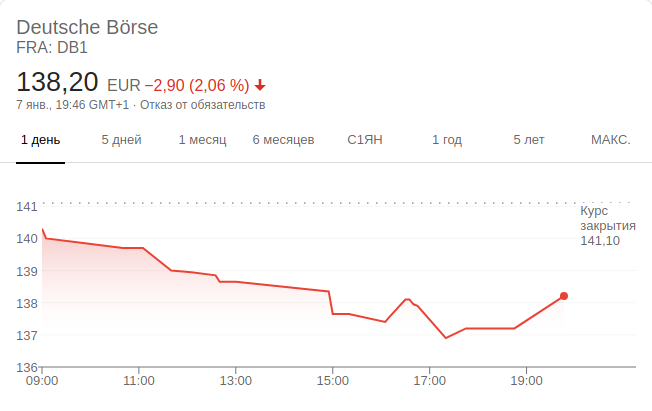 Deutsche Börse
FRA: DB1
138,20 EUR −2,90 (2,06 %)
7 янв., 19:46 GMT+1 · Отказ от обязательств
1 день 5 дней 1 месяц 6 месяцев С1ЯН 1 год 5 лет МАКС.
141
Курс
закрытия
141,10
140
139
138
137
136
09:00 11:00 13:00 15:00 17:00 19:00